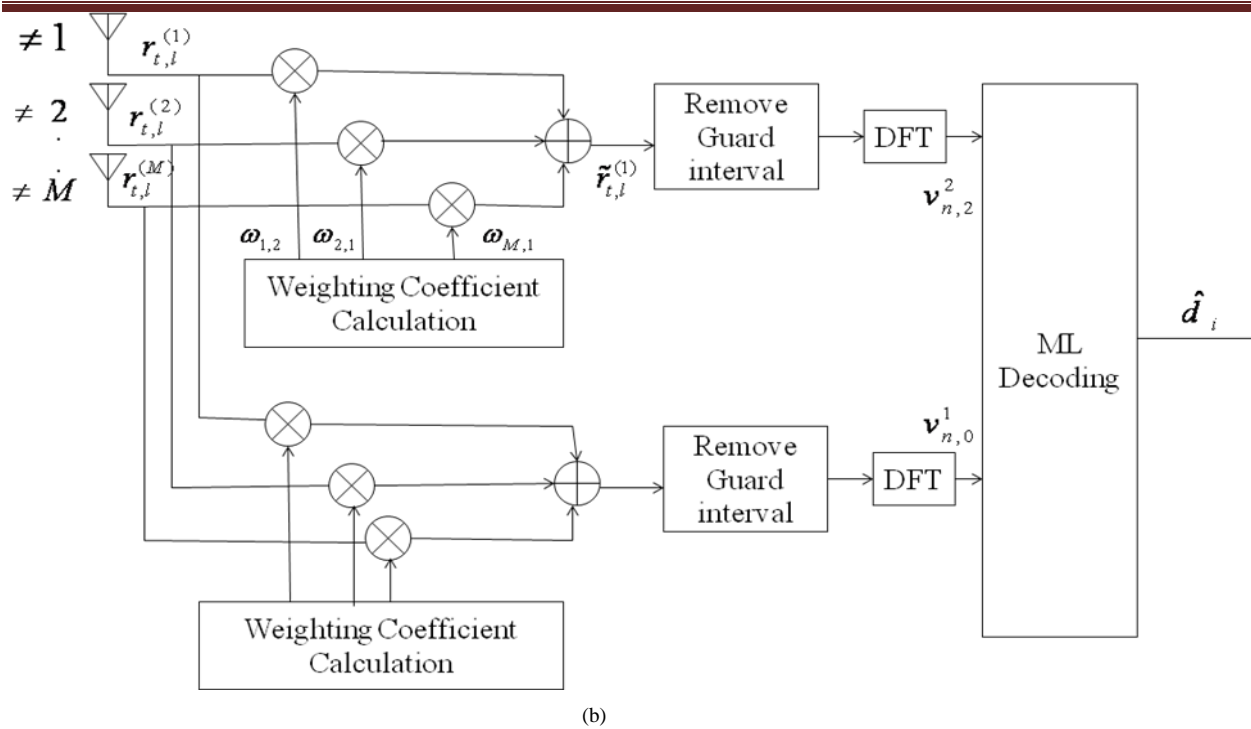 ≠ 1
r_{t,l}^{(1)}
≠ 2
r_{t,l}^{(2)}
.
.
≠ M
r_{t,l}^{(M)}
Remove
Guard
interval
DFT
r̃_{t,l}^{(1)}
v_{n,2}^{2}
ω_{1,2}
ω_{2,1}
ω_{M,1}
Weighting Coefficient
Calculation
ML
Decoding
d̂_i
Remove
Guard
interval
DFT
v_{n,0}^{1}
Weighting Coefficient
Calculation
(b)